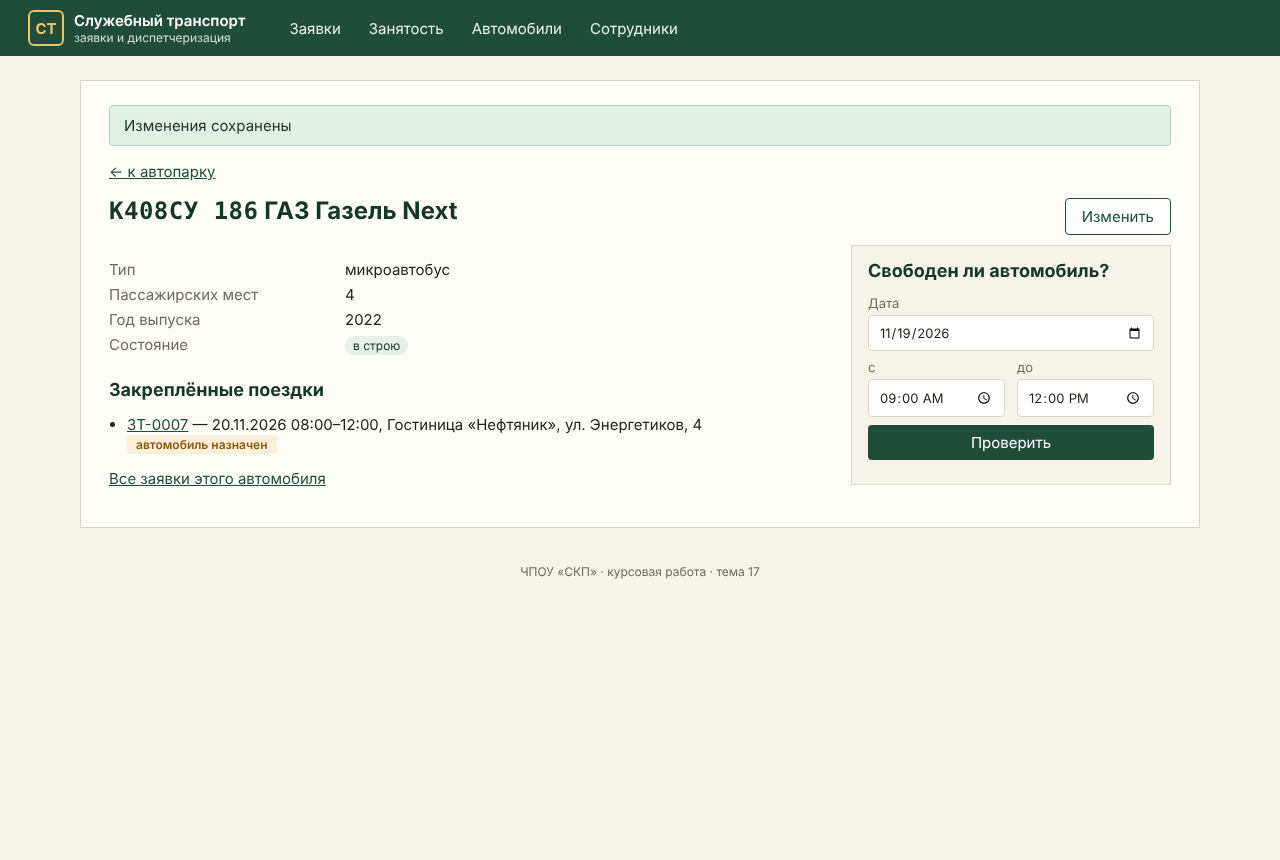 СТ
Служебный транспорт
заявки и диспетчеризация
Заявки
Занятость
Автомобили
Сотрудники
Изменения сохранены
← к автопарку
К408СУ 186 ГАЗ Газель Next
Изменить
Тип
микроавтобус
Пассажирских мест
4
Год выпуска
2022
Состояние
в строю
Закреплённые поездки
• ЗТ-0007 — 20.11.2026 08:00–12:00, Гостиница «Нефтяник», ул. Энергетиков, 4
автомобиль назначен
Все заявки этого автомобиля
Свободен ли автомобиль?
Дата
11/19/2026
с
до
09:00 AM
12:00 PM
Проверить
ЧПОУ «СКП» · курсовая работа · тема 17